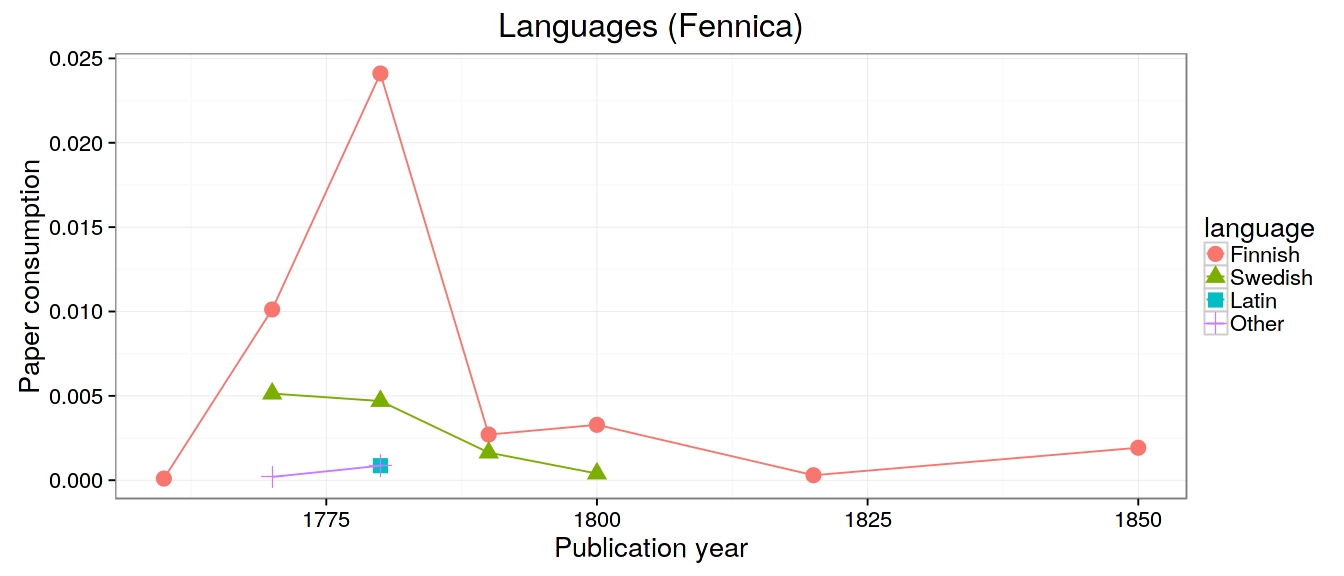 Languages (Fennica)
0.025
0.020
0.015
0.010
0.005
0.000
Paper consumption
1775
1800
1825
1850
Publication year
language
Finnish
Swedish
Latin
Other